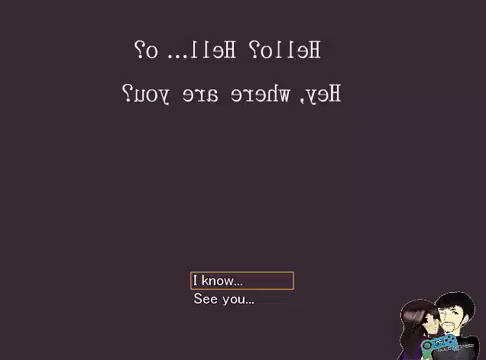 Hello? Hell... o?
Hey, where are you?
I know...
See you...